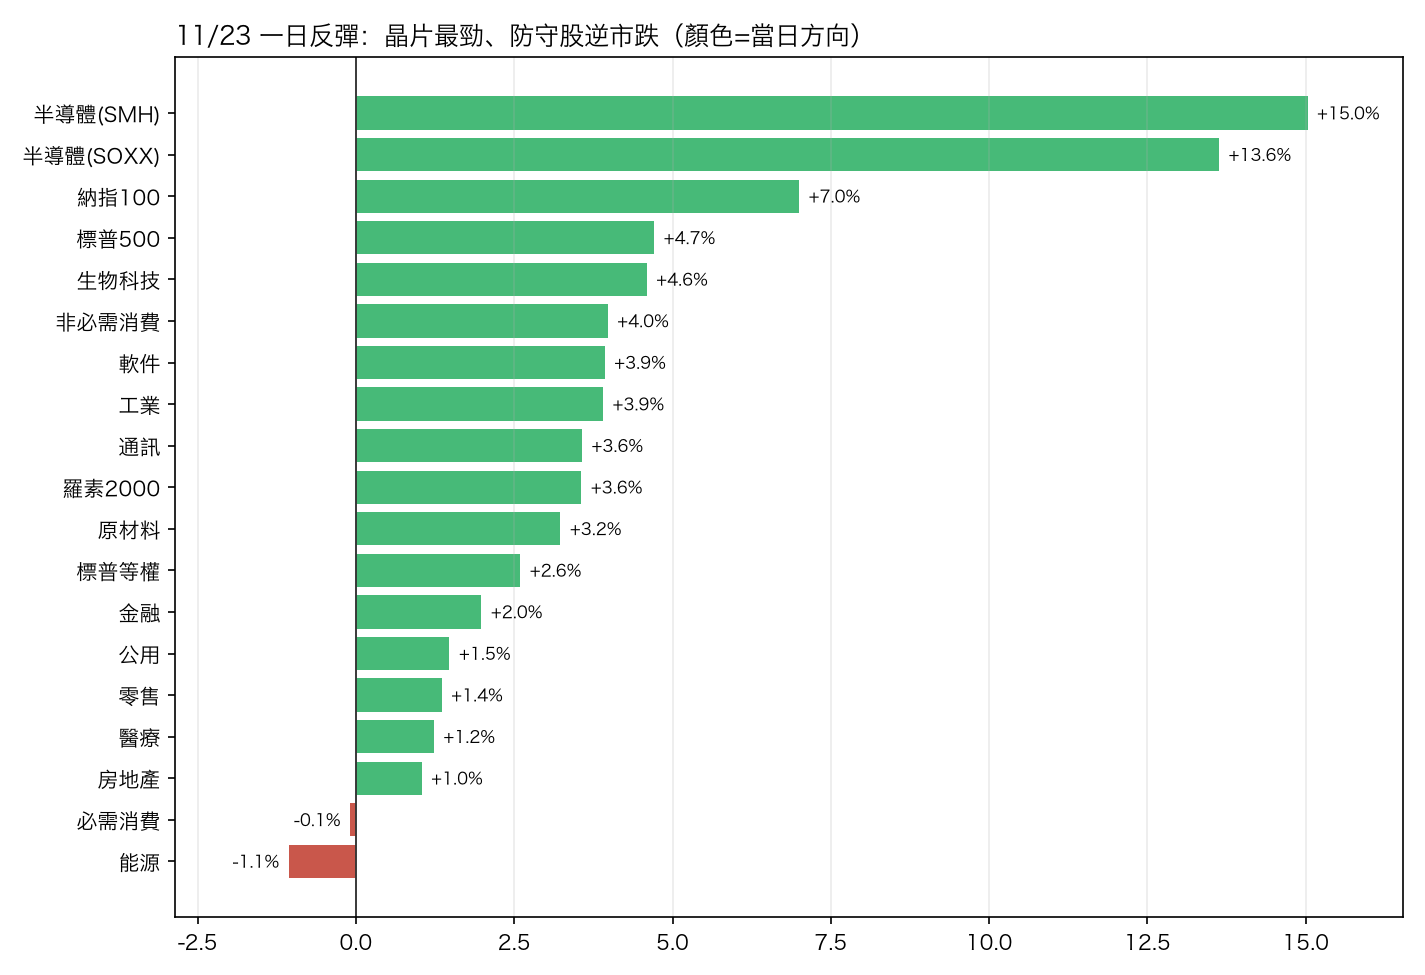 11/23 一日反彈：晶片最勁、防守股逆市跌（顏色=當日方向）
半導體(SMH) +15.0%
半導體(SOXX) +13.6%
納指100 +7.0%
標普500 +4.7%
生物科技 +4.6%
非必需消費 +4.0%
軟件 +3.9%
工業 +3.9%
通訊 +3.6%
羅素2000 +3.6%
原材料 +3.2%
標普等權 +2.6%
金融 +2.0%
公用 +1.5%
零售 +1.4%
醫療 +1.2%
房地產 +1.0%
必需消費 -0.1%
能源 -1.1%
-2.5 0.0 2.5 5.0 7.5 10.0 12.5 15.0